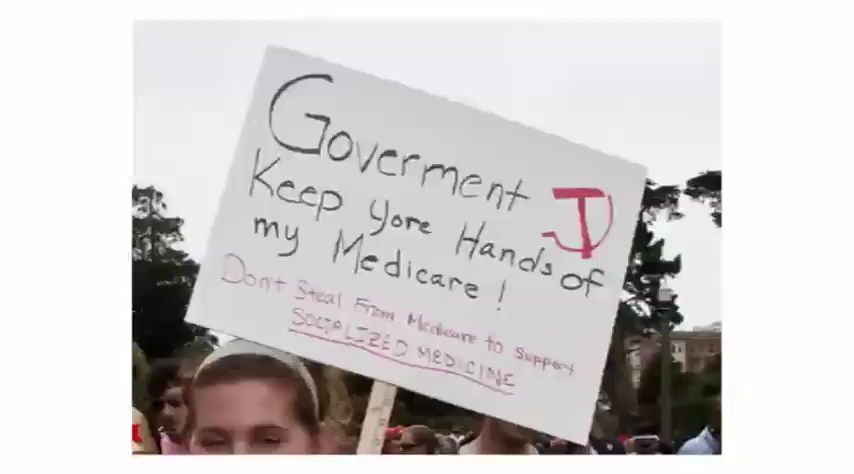 Goverment
Keep yore Hands of
my Medicare !
Don't Steal From Medicare to Support
SOCIALIZED MEDICINE